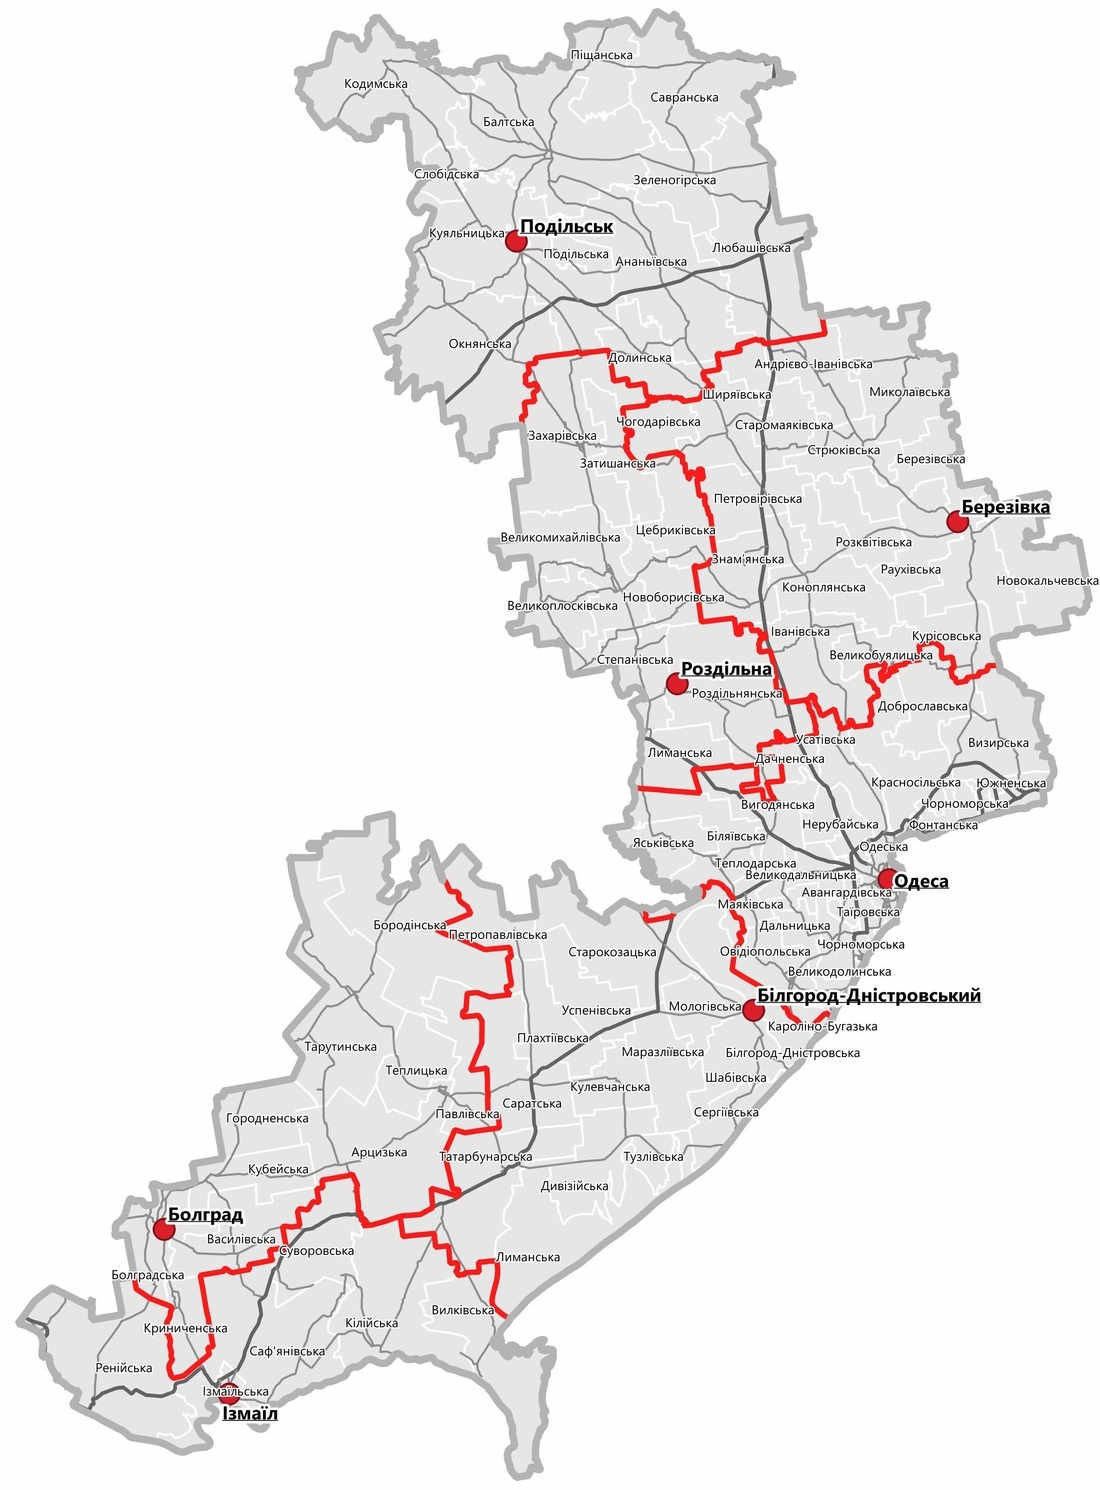 Піщанська
Кодимська
Савранська
Балтська
Слобідська
Зеленогірська
Подільськ
Куяльницька
Любашівська
Подільська
Ананьївська
Окнянська
Долинська
Андрієво-Іванівська
Миколаївська
Ширяївська
Чогодарівська
Старомаяківська
Захарівська
Стрюківська
Затишанська
Березівська
Петровірівська
Березівка
Цебриківська
Великомихайлівська
Розквітівська
Знам'янська
Раухівська
Новокальчевська
Коноплянська
Новоборисівська
Великоплосківська
Іванівська
Курісовська
Великобуялицька
Степанівська
Роздільна
Роздільнянська
Доброславська
Усатівська
Визирська
Лиманська
Дачненська
Красносільська
Южненська
Вигодянська
Чорноморська
Нерубайська
Фонтанська
Біляївська
Яськівська
Одеська
Теплодарська
Великодальницька
Одеса
Авангардівська
Маяківська
Таїровська
Бородінська
Дальницька
Петропавлівська
Чорноморська
Старокозацька
Овідіопольська
Великодолинська
Білгород-Дністровський
Мологівська
Успенівська
Кароліно-Бугазька
Плахтіївська
Тарутинська
Маразліївська
Білгород-Дністровська
Теплицька
Шабівська
Кулевчанська
Саратська
Павлівська
Сергіївська
Городненська
Арцизька
Татарбунарська
Тузлівська
Кубейська
Дивізійська
Болград
Василівська
Суворовська
Лиманська
Болградська
Вилківська
Кілійська
Криниченська
Саф'янівська
Ренійська
Ізмаїльська
Ізмаїл